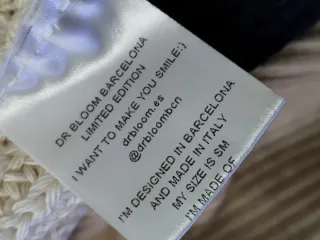 DR BLOOM BARCELONA
LIMITED EDITION
I WANT TO MAKE YOU SMILE:)
drbloom.es
@drbloombcn
I'M DESIGNED IN BARCELONA
AND MADE IN ITALY
MY SIZE IS SM
I'M MADE OF